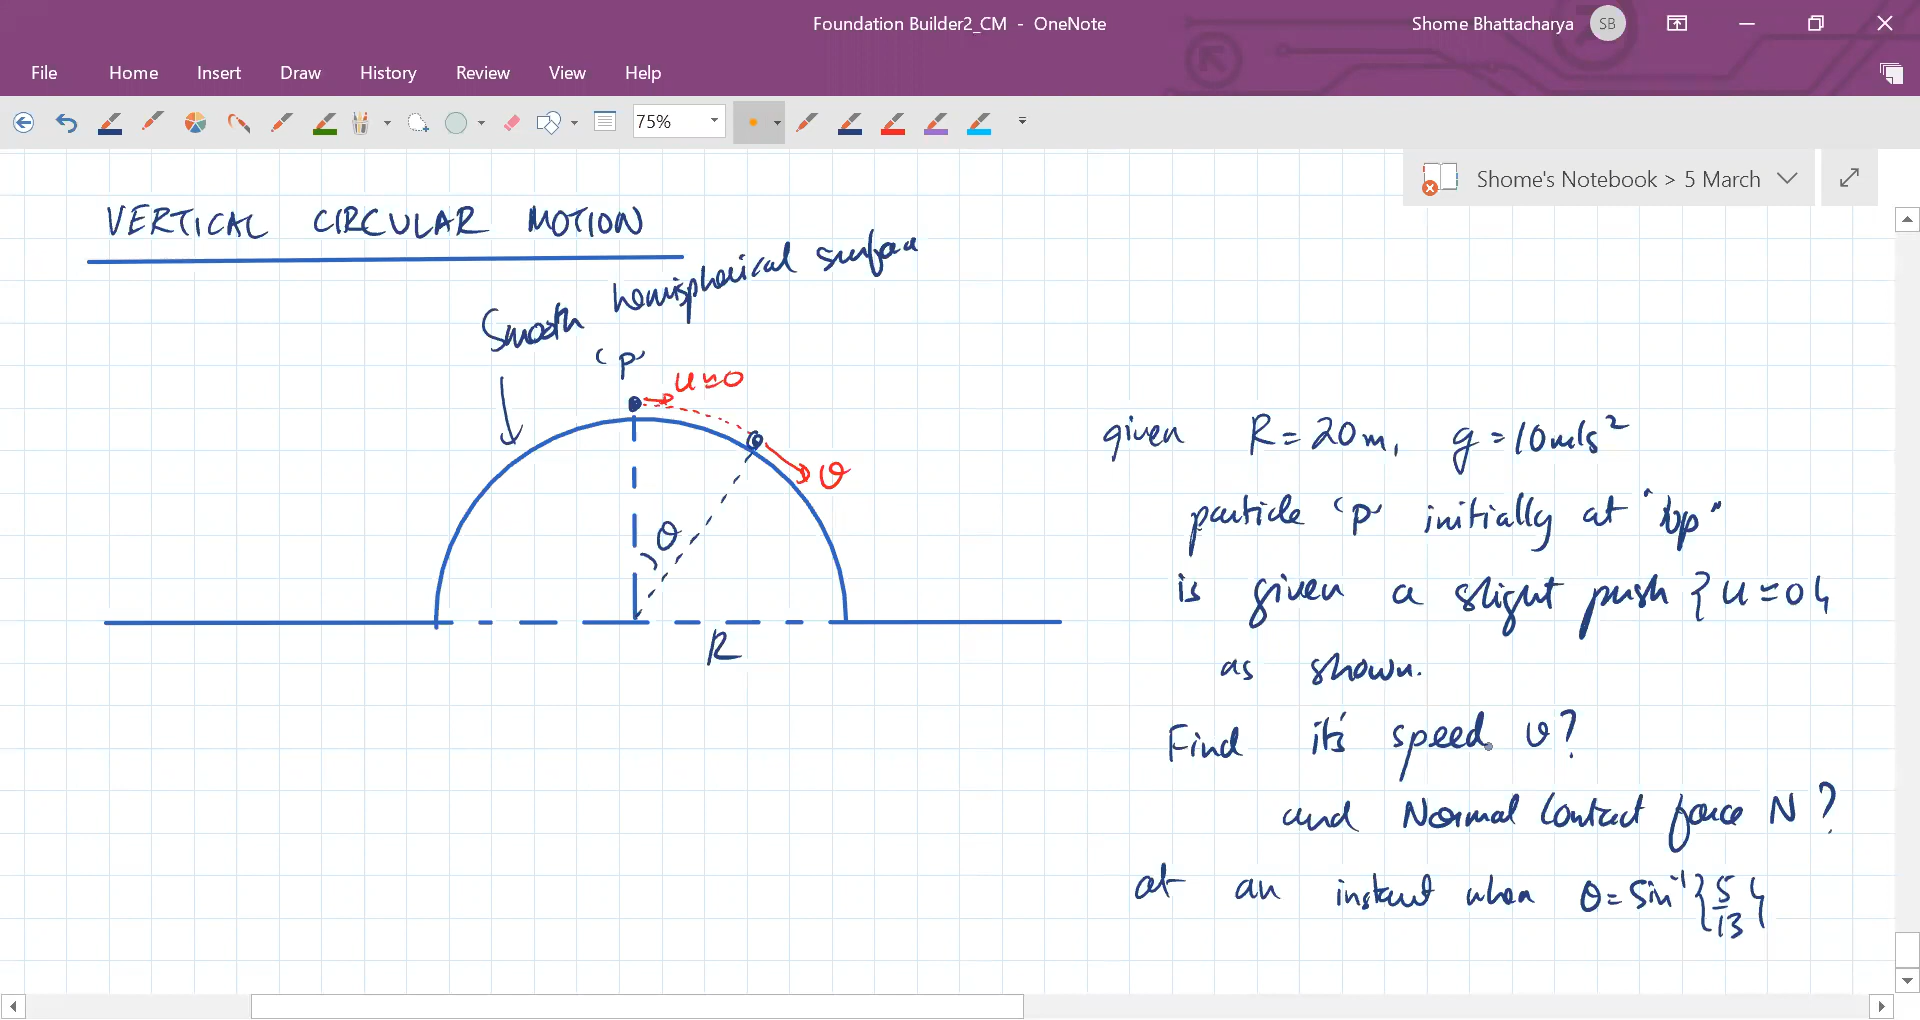 Foundation Builder2_CM - OneNote
Shome Bhattacharya SB
File Home Insert Draw History Review View Help
75%
Shome's Notebook > 5 March
VERTICAL CIRCULAR MOTION
Smooth hemispherical surface
'P'
u≈0
v
θ
R
given R = 20m, g = 10m/s²
particle 'P' initially at "top"
is given a slight push {u≈0}
as shown.
Find it's speed v?
and Normal Contact force N?
at an instant when θ = Sin⁻¹{5/13}